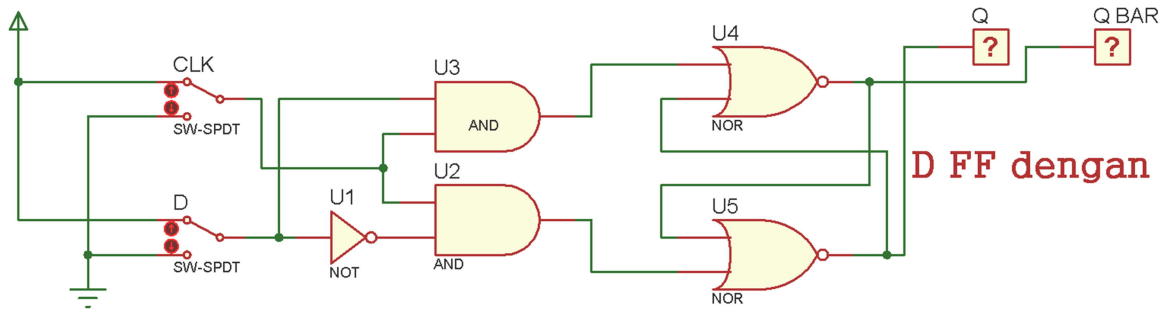 Q
Q BAR
?
?
CLK
SW-SPDT
U3
AND
U4
NOR
D FF dengan
D
SW-SPDT
U1
NOT
U2
AND
U5
NOR